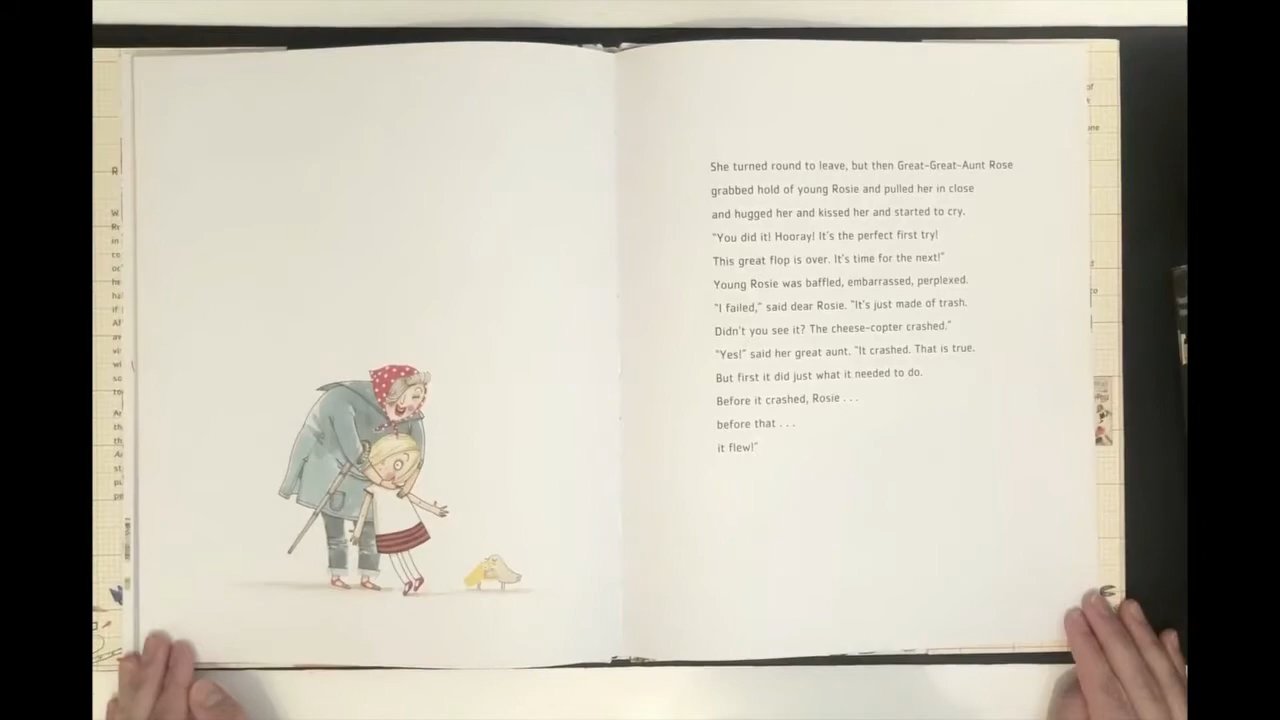 She turned round to leave, but then Great-Great-Aunt Rose
grabbed hold of young Rosie and pulled her in close
and hugged her and kissed her and started to cry.
"You did it! Hooray! It's the perfect first try!
This great flop is over. It's time for the next!"
Young Rosie was baffled, embarrassed, perplexed.
"I failed," said dear Rosie. "It's just made of trash.
Didn't you see it? The cheese-copter crashed."
"Yes!" said her great aunt. "It crashed. That is true.
But first it did just what it needed to do.
Before it crashed, Rosie . . .
before that . . .
it flew!"